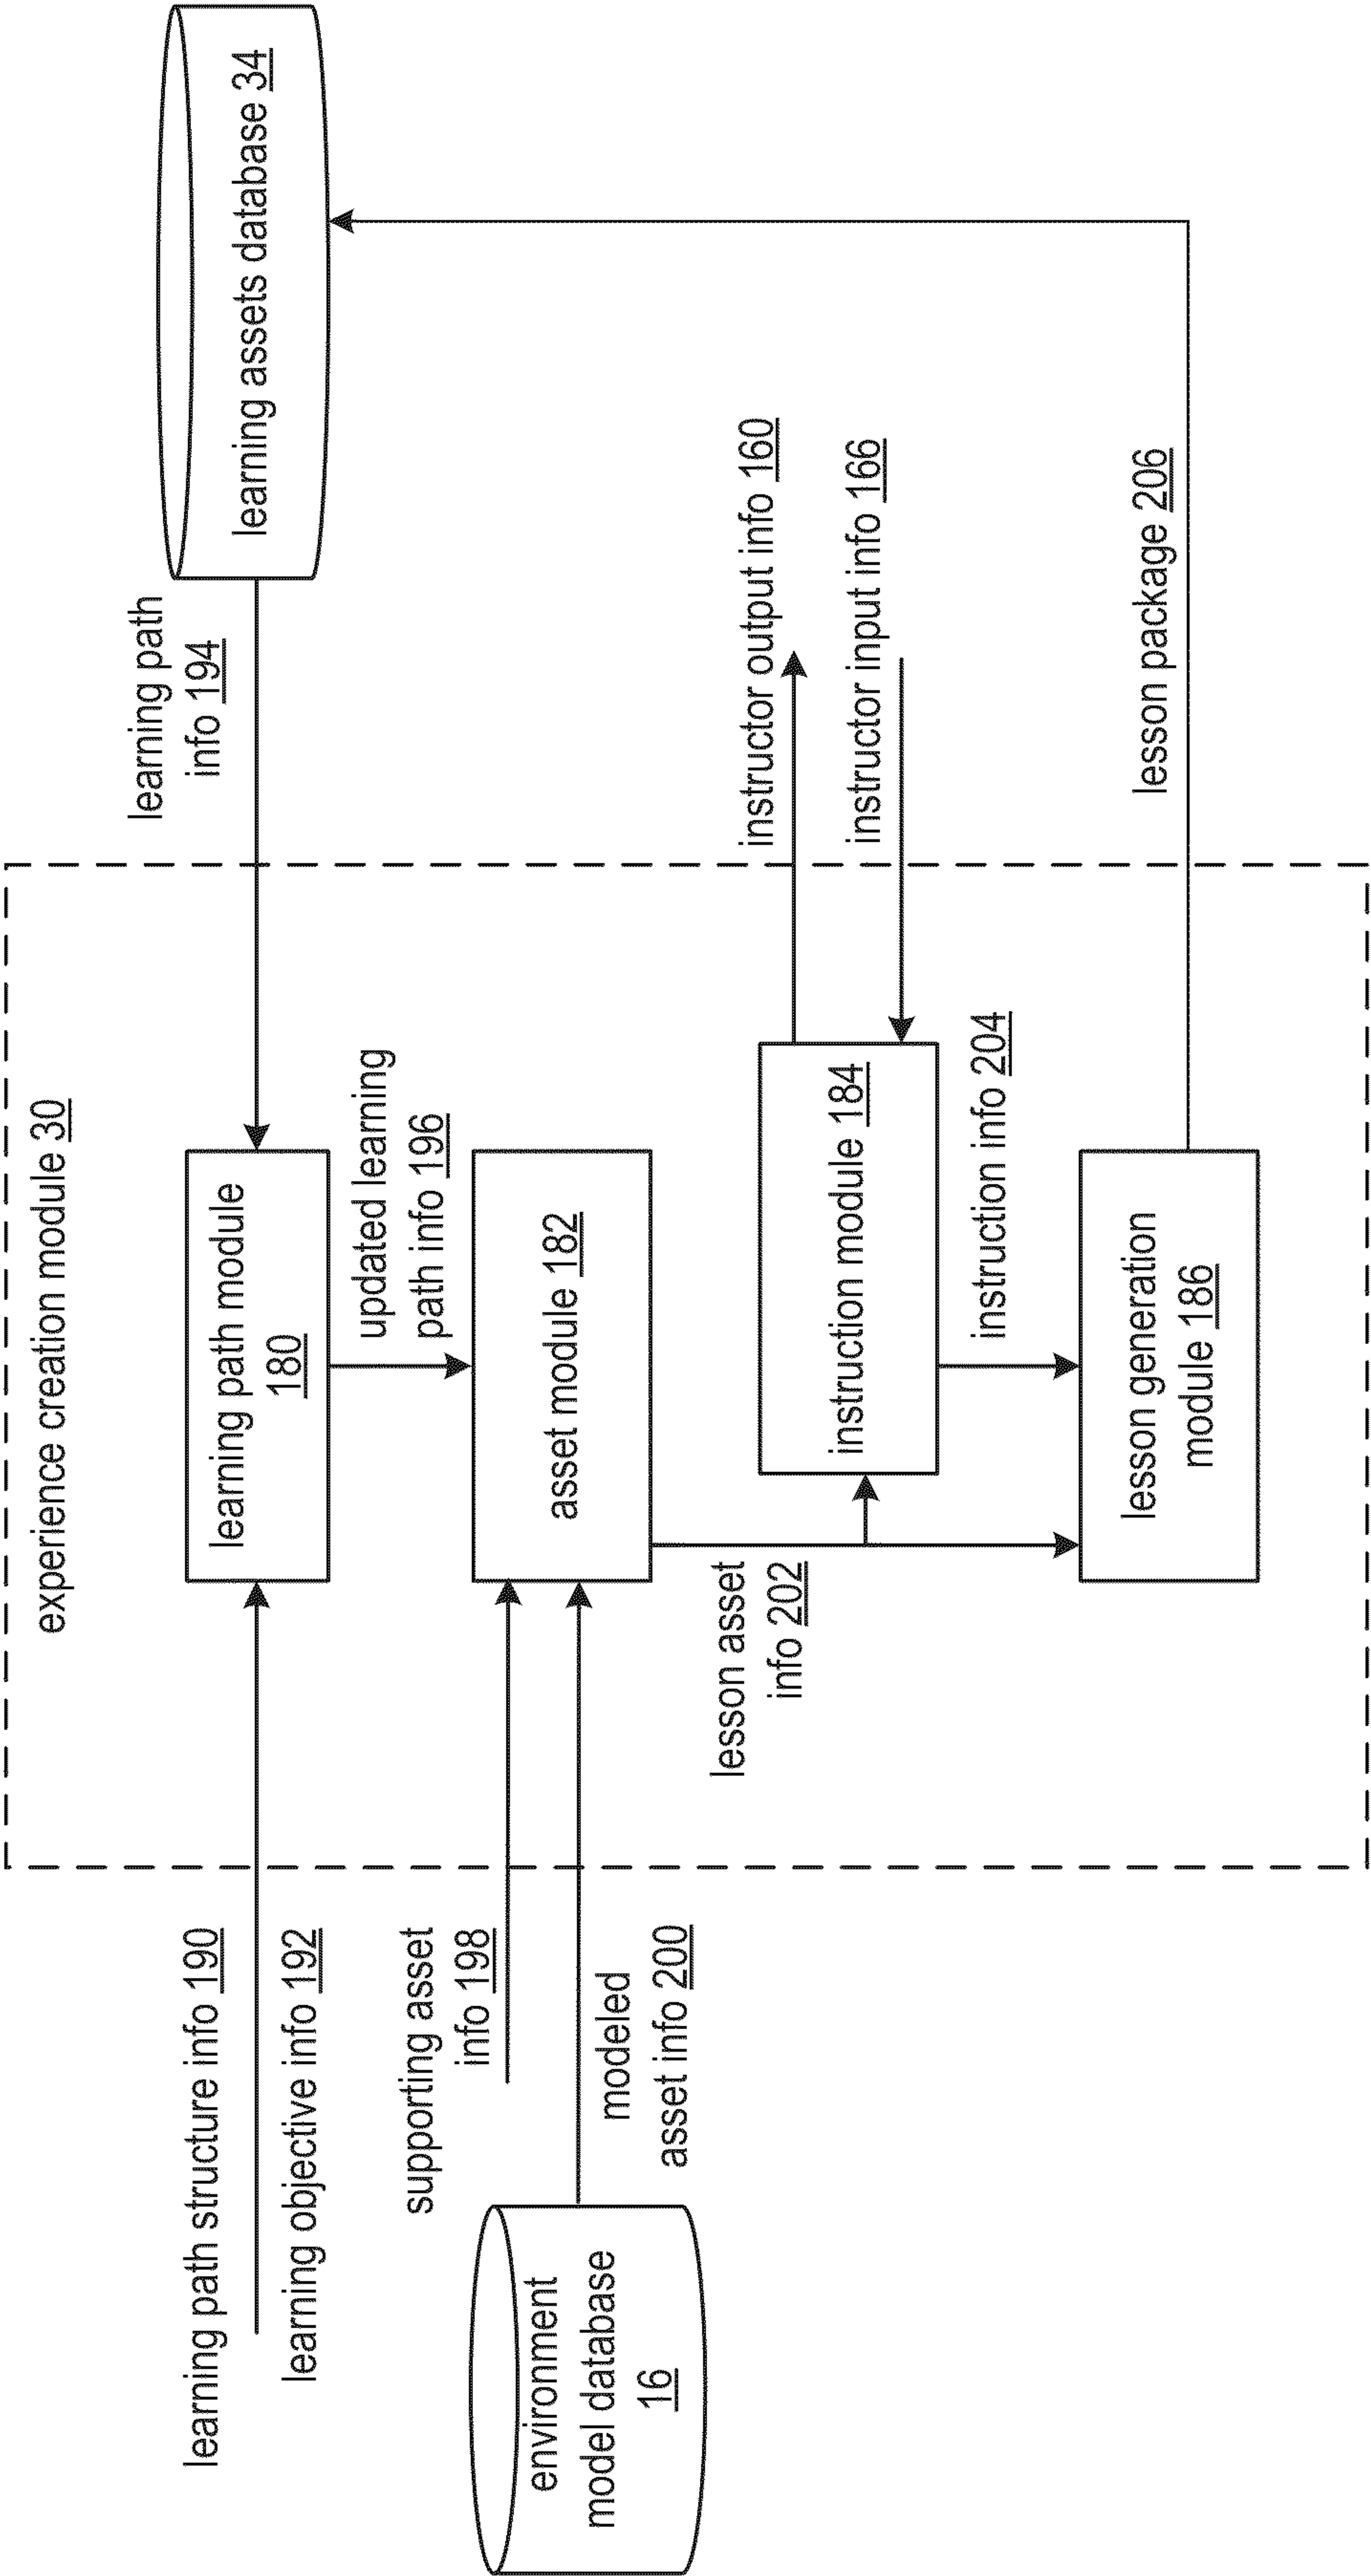 experience creation module 30
learning path structure info 190
learning objective info 192
learning path module
180
learning path
info 194
learning assets database 34
updated learning
path info 196
supporting asset
info 198
asset module 182
environment
model database
16
modeled
asset info 200
lesson asset
info 202
instruction module 184
instructor output info 160
instructor input info 166
instruction info 204
lesson generation
module 186
lesson package 206